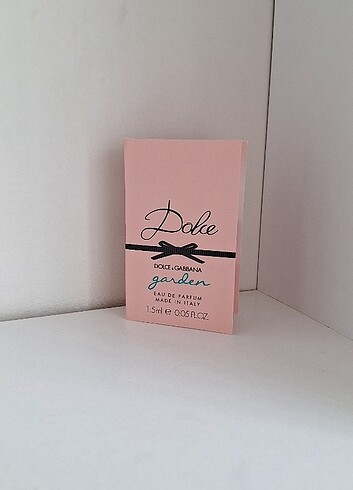 Dolce
DOLCE & GABBANA
garden
EAU DE PARFUM
MADE IN ITALY
1.5ml e 0.05 FL.OZ.